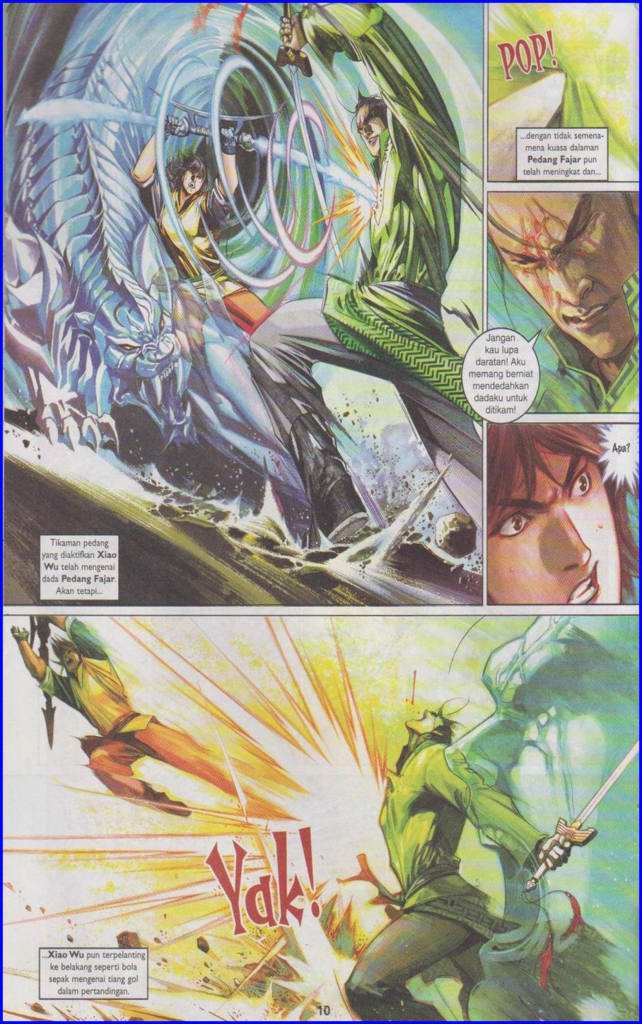 Tikaman pedang
yang diaktifkan Xiao
Wu telah mengenai
dada Pedang Fajar.
Akan tetapi...
POP!
...dengan tidak semena-
mena kuasa dalaman
Pedang Fajar pun
telah meningkat dan...
Jangan
kau lupa
daratan! Aku
memang berniat
mendedahkan
dadaku untuk
ditikam!
Apa?
Yak!
...Xiao Wu pun terpelanting
ke belakang seperti bola
sepak mengenai tiang gol
dalam pertandingan.
10